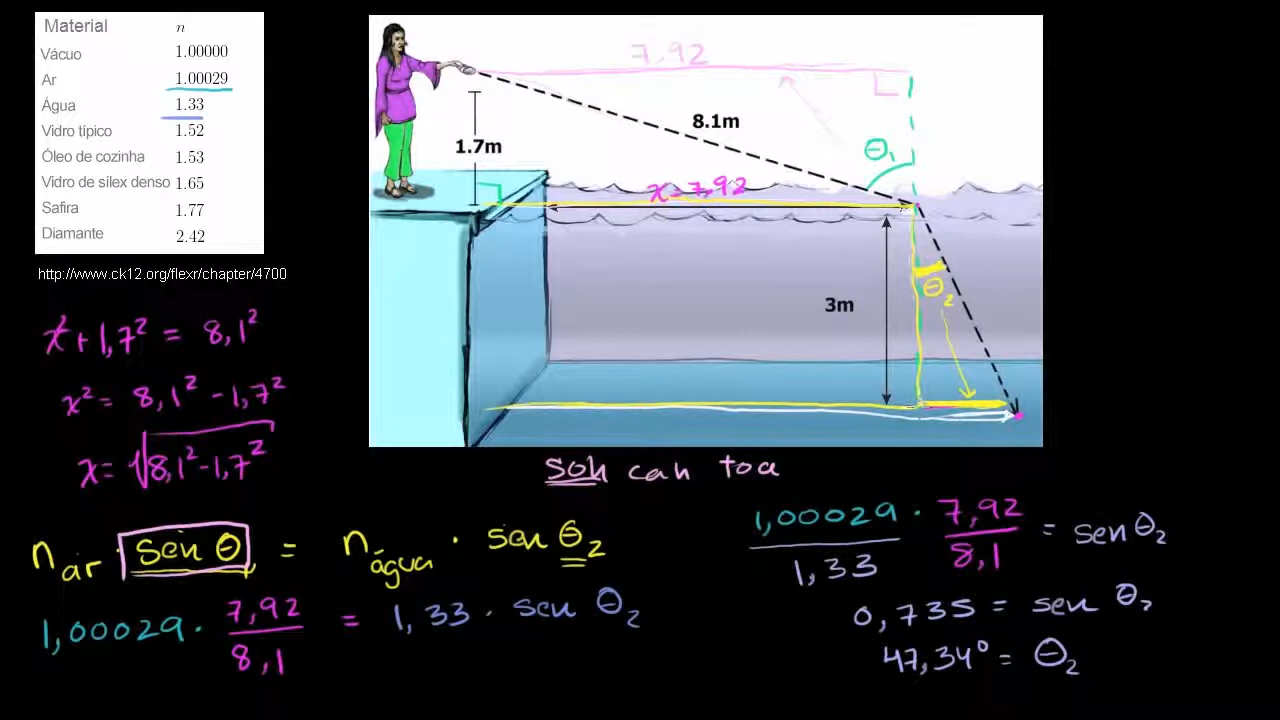 Material n
Vácuo 1.00000
Ar 1.00029
Água 1.33
Vidro típico 1.52
Óleo de cozinha 1.53
Vidro de sílex denso 1.65
Safira 1.77
Diamante 2.42
http://www.ck12.org/flexr/chapter/4700
7,92
8.1m
θ₁
1.7m
x=7,92
θ₂
3m
x²+1,7² = 8,1²
x² = 8,1² - 1,7²
x = √8,1² - 1,7²
soh cah toa
n ar · sen θ = n água · sen θ₂
1,00029 · 7,92/8,1 = 1,33 · sen θ₂
1,00029/1,33 · 7,92/8,1 = sen θ₂
0,735 = sen θ₂
47,34° = θ₂